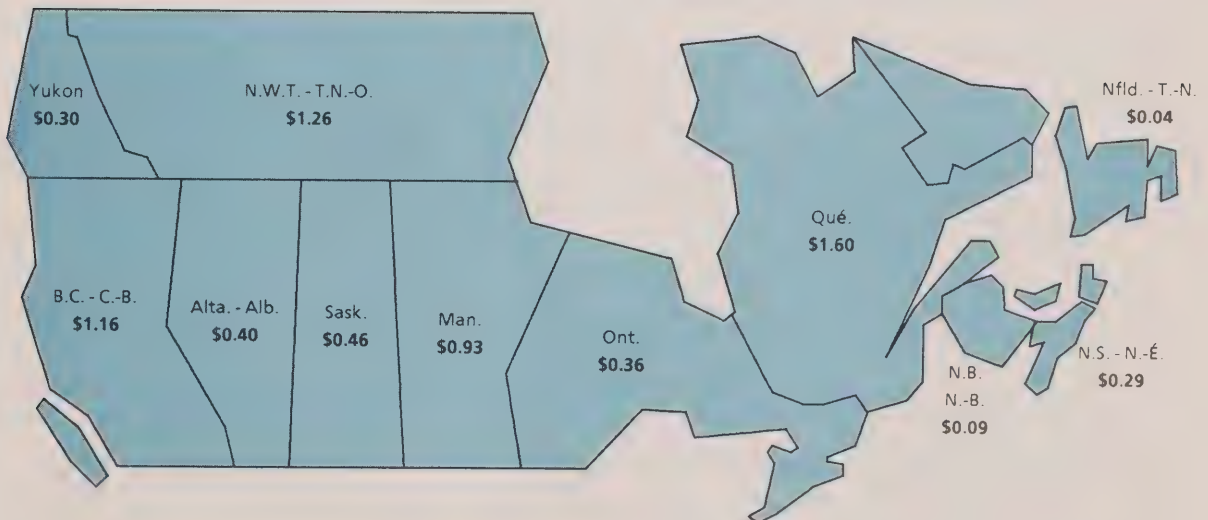 Yukon
$0.30
N.W.T. - T.N.-O.
$1.26
Nfld. - T.-N.
$0.04
Qué.
$1.60
B.C. - C.-B.
$1.16
Alta. - Alb.
$0.40
Sask.
$0.46
Man.
$0.93
Ont.
$0.36
N.B.
N.-B.
$0.09
N.S. - N.-É.
$0.29